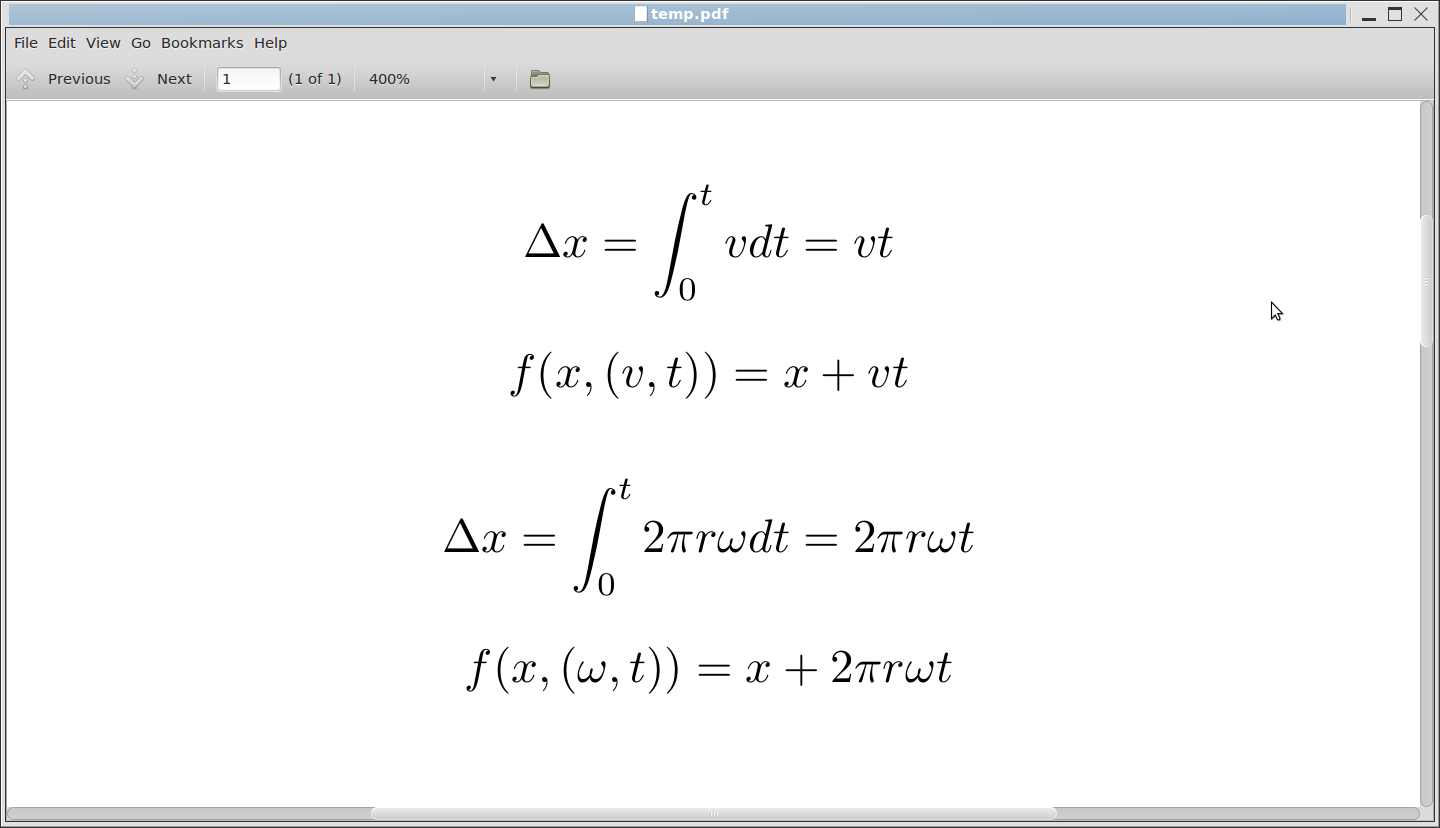 temp.pdf
File Edit View Go Bookmarks Help
Previous Next 1 (1 of 1) 400%
Δx = ∫₀ᵗ vdt = vt
f(x, (v, t)) = x + vt
Δx = ∫₀ᵗ 2πrωdt = 2πrωt
f(x, (ω, t)) = x + 2πrωt